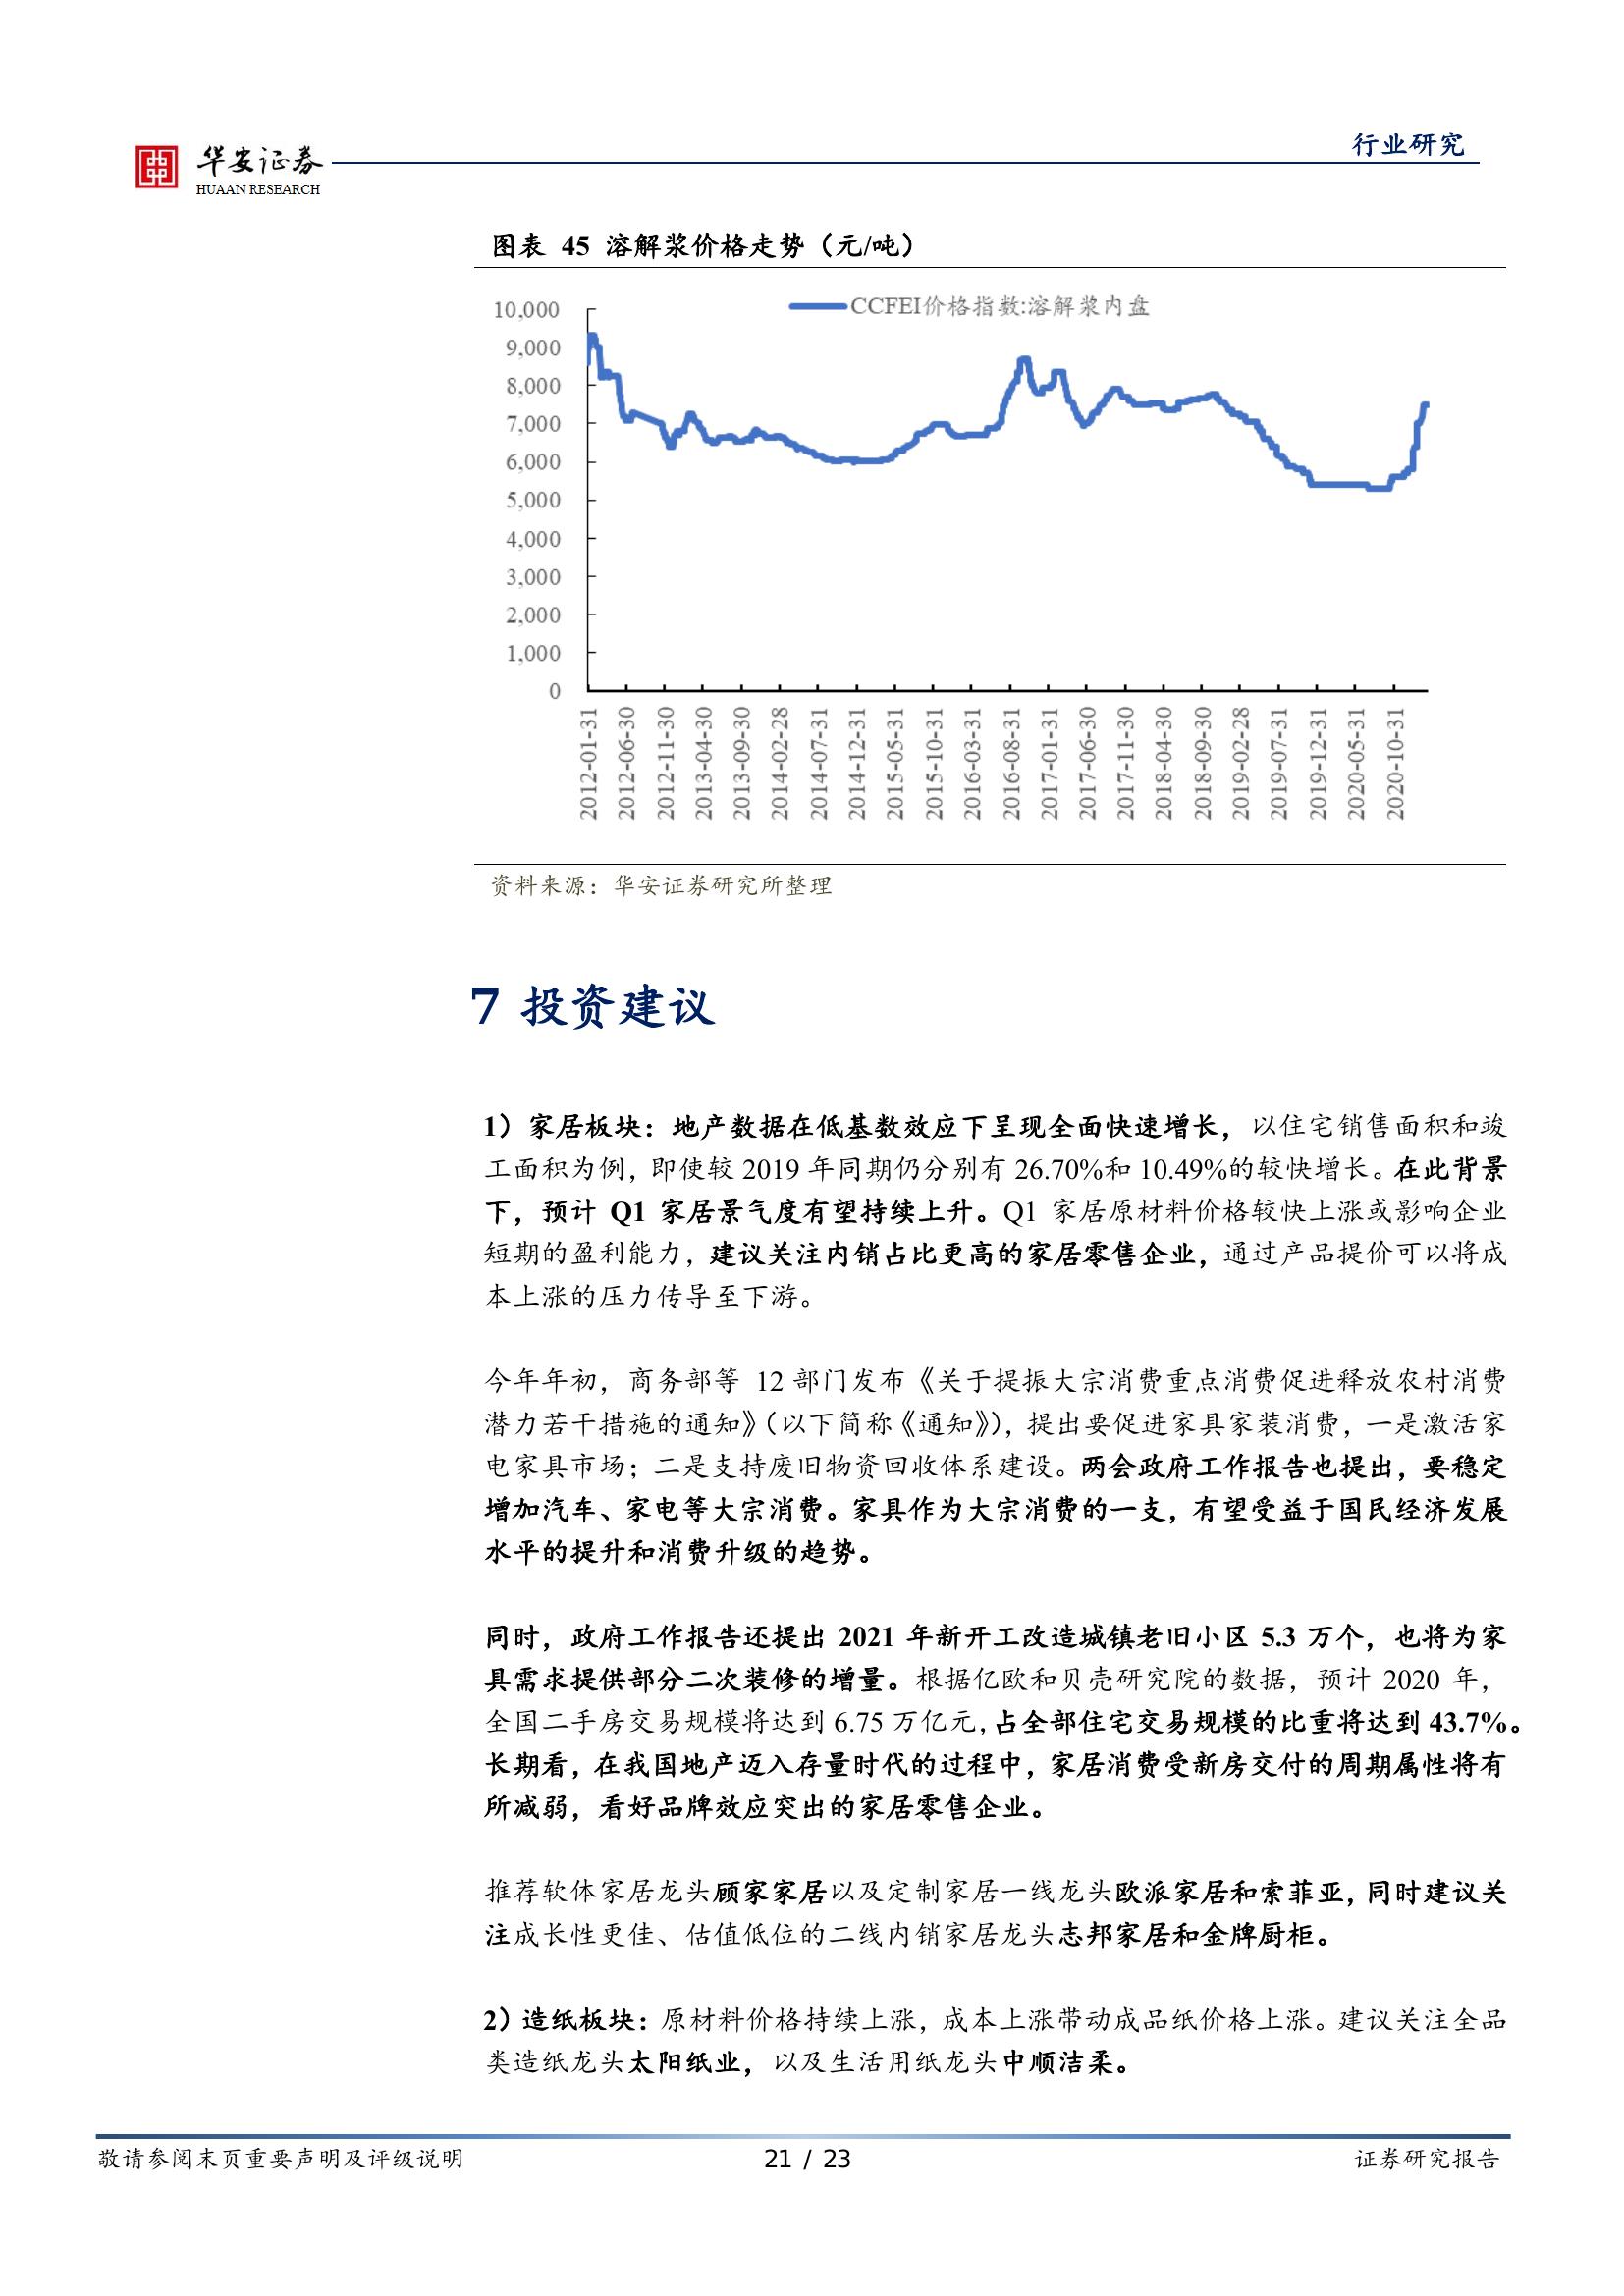 行业研究
华安证券
HUAAN RESEARCH
图表 45 溶解浆价格走势（元/吨）
CCFEI价格指数:溶解浆内盘
10,000
9,000
8,000
7,000
6,000
5,000
4,000
3,000
2,000
1,000
0
2012-01-31
2012-06-30
2012-11-30
2013-04-30
2013-09-30
2014-02-28
2014-07-31
2014-12-31
2015-05-31
2015-10-31
2016-03-31
2016-08-31
2017-01-31
2017-06-30
2017-11-30
2018-04-30
2018-09-30
2019-02-28
2019-07-31
2019-12-31
2020-05-31
2020-10-31
资料来源：华安证券研究所整理
7 投资建议
1）家居板块：地产数据在低基数效应下呈现全面快速增长，以住宅销售面积和竣
工面积为例，即使较 2019 年同期仍分别有 26.70%和 10.49%的较快增长。在此背景
下，预计 Q1 家居景气度有望持续上升。Q1 家居原材料价格较快上涨或影响企业
短期的盈利能力，建议关注内销占比更高的家居零售企业，通过产品提价可以将成
本上涨的压力传导至下游。
今年年初，商务部等 12 部门发布《关于提振大宗消费重点消费促进释放农村消费
潜力若干措施的通知》（以下简称《通知》），提出要促进家具家装消费，一是激活家
电家具市场；二是支持废旧物资回收体系建设。两会政府工作报告也提出，要稳定
增加汽车、家电等大宗消费。家具作为大宗消费的一支，有望受益于国民经济发展
水平的提升和消费升级的趋势。
同时，政府工作报告还提出 2021 年新开工改造城镇老旧小区 5.3 万个，也将为家
具需求提供部分二次装修的增量。根据亿欧和贝壳研究院的数据，预计 2020 年，
全国二手房交易规模将达到 6.75 万亿元，占全部住宅交易规模的比重将达到 43.7%。
长期看，在我国地产迈入存量时代的过程中，家居消费受新房交付的周期属性将有
所减弱，看好品牌效应突出的家居零售企业。
推荐软体家居龙头顾家家居以及定制家居一线龙头欧派家居和索菲亚，同时建议关
注成长性更佳、估值低位的二线内销家居龙头志邦家居和金牌厨柜。
2）造纸板块：原材料价格持续上涨，成本上涨带动成品纸价格上涨。建议关注全品
类造纸龙头太阳纸业，以及生活用纸龙头中顺洁柔。
敬请参阅末页重要声明及评级说明
21 / 23
证券研究报告